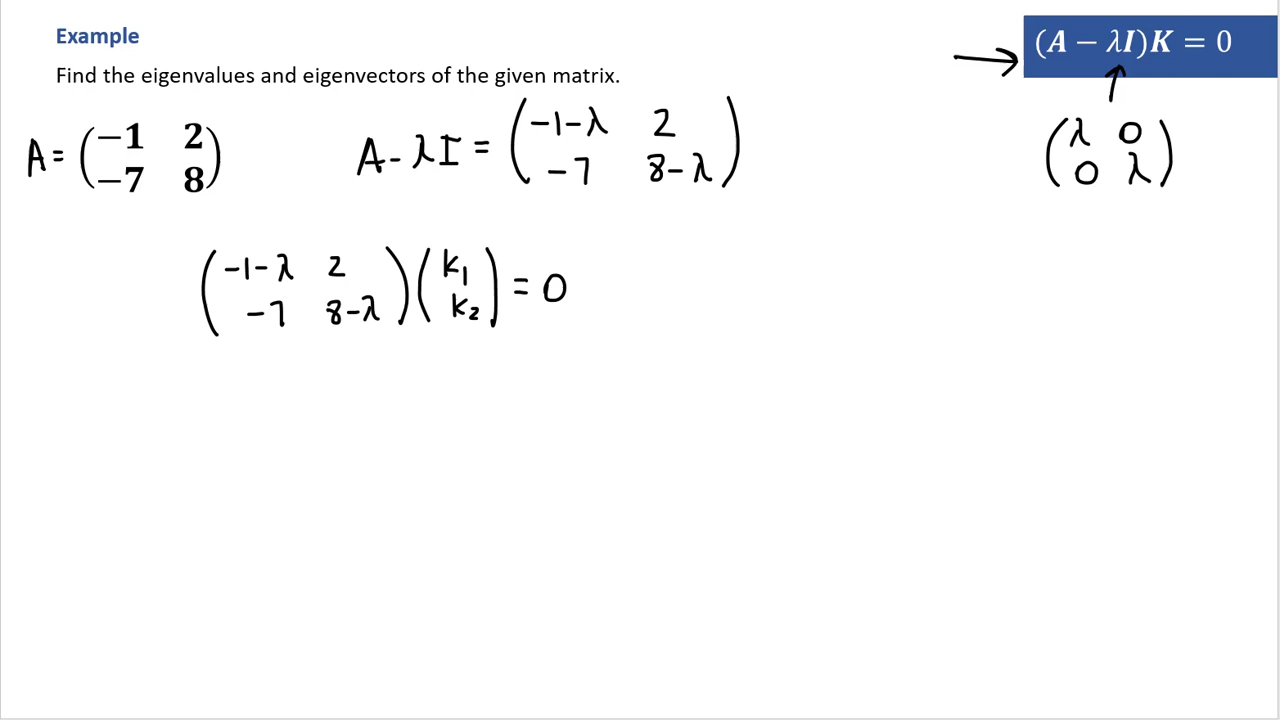 Example
(A − λI)K = 0
Find the eigenvalues and eigenvectors of the given matrix.
A = (−1 2
−7 8)
A - λI = (-1-λ 2
-7 8-λ)
(λ 0
0 λ)
(-1-λ 2
-7 8-λ) (k₁
k₂) = 0